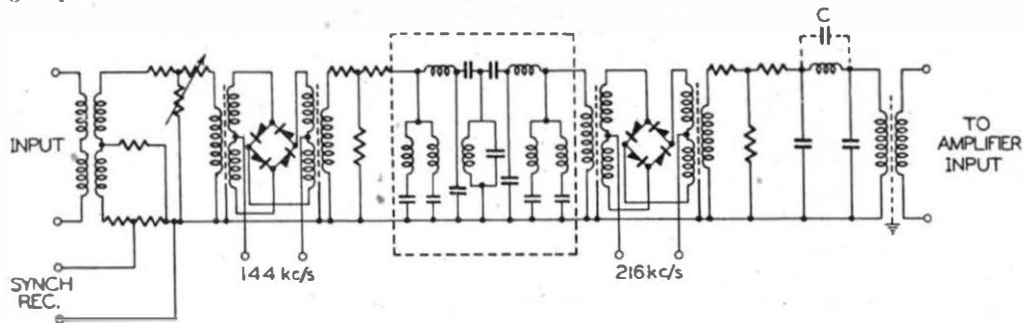 C
INPUT
TO
AMPLIFIER
INPUT
144 kc/s
216kc/s
SYNCH
REC.